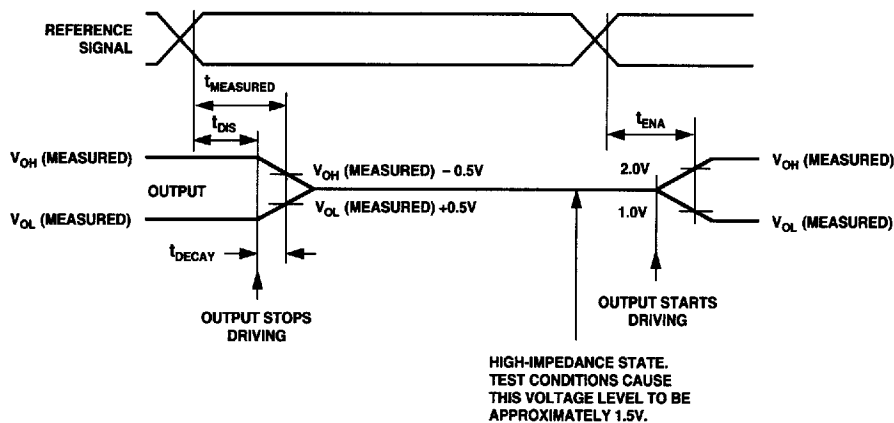 REFERENCE
SIGNAL
tMEASURED
tDIS
tENA
VOH (MEASURED)
VOH (MEASURED) – 0.5V
2.0V
VOH (MEASURED)
OUTPUT
VOL (MEASURED)
VOL (MEASURED) +0.5V
1.0V
VOL (MEASURED)
tDECAY
OUTPUT STOPS
DRIVING
OUTPUT STARTS
DRIVING
HIGH-IMPEDANCE STATE.
TEST CONDITIONS CAUSE
THIS VOLTAGE LEVEL TO BE
APPROXIMATELY 1.5V.